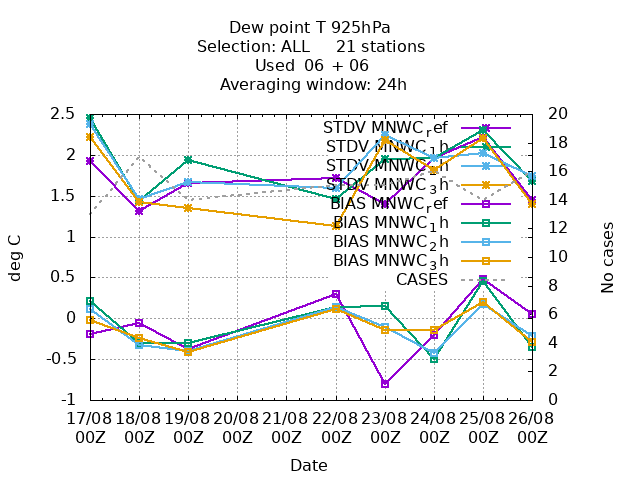 Dew point T 925hPa
Selection: ALL 21 stations
Used 06 + 06
Averaging window: 24h
STDV MNWC_ref
STDV MNWC_1h
STDV MNWC_2h
STDV MNWC_3h
BIAS MNWC_ref
BIAS MNWC_1h
BIAS MNWC_2h
BIAS MNWC_3h
CASES
2.5
2
1.5
1
0.5
0
-0.5
-1
deg C
20
18
16
14
12
10
8
6
4
2
0
No cases
17/08 18/08 19/08 20/08 21/08 22/08 23/08 24/08 25/08 26/08
00Z 00Z 00Z 00Z 00Z 00Z 00Z 00Z 00Z 00Z
Date